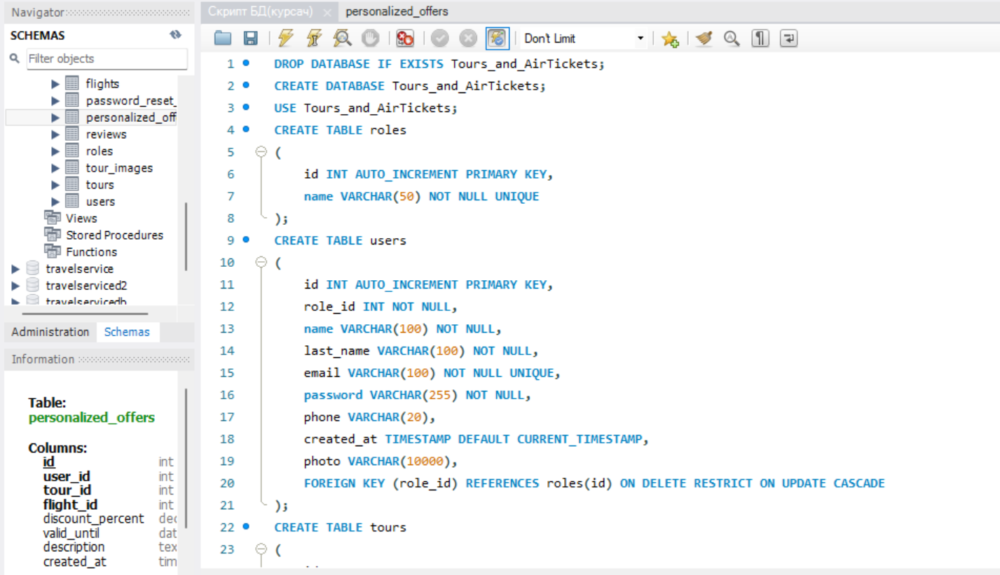 Navigator
SCHEMAS
Filter objects
flights
password_reset_
personalized_off
reviews
roles
tour_images
tours
users
Views
Stored Procedures
Functions
travelservice
travelserviced2
travelservicedb
Administration Schemas
Information
Table:
personalized_offers
Columns:
id int
user_id int
tour_id int
flight_id int
discount_percent dec
valid_until dat
description tex
created_at tim
Скрипт БД(курсач) × personalized_offers
Don't Limit
1 DROP DATABASE IF EXISTS Tours_and_AirTickets;
2 CREATE DATABASE Tours_and_AirTickets;
3 USE Tours_and_AirTickets;
4 CREATE TABLE roles
5 (
6 id INT AUTO_INCREMENT PRIMARY KEY,
7 name VARCHAR(50) NOT NULL UNIQUE
8 );
9 CREATE TABLE users
10 (
11 id INT AUTO_INCREMENT PRIMARY KEY,
12 role_id INT NOT NULL,
13 name VARCHAR(100) NOT NULL,
14 last_name VARCHAR(100) NOT NULL,
15 email VARCHAR(100) NOT NULL UNIQUE,
16 password VARCHAR(255) NOT NULL,
17 phone VARCHAR(20),
18 created_at TIMESTAMP DEFAULT CURRENT_TIMESTAMP,
19 photo VARCHAR(10000),
20 FOREIGN KEY (role_id) REFERENCES roles(id) ON DELETE RESTRICT ON UPDATE CASCADE
21 );
22 CREATE TABLE tours
23 (